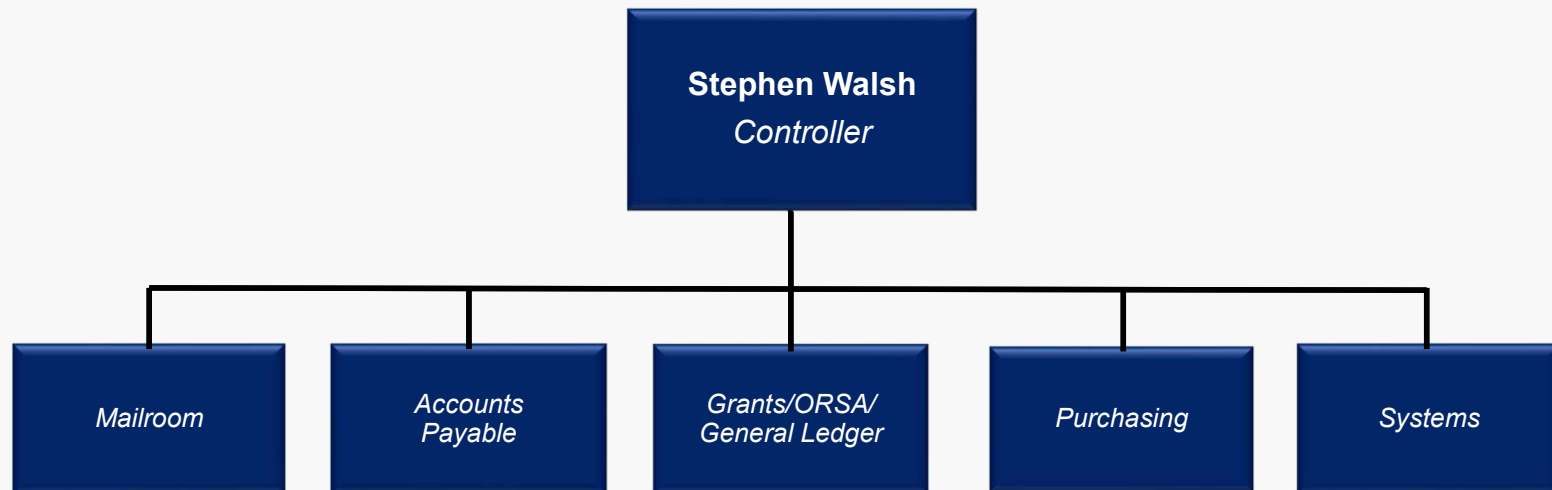 Stephen Walsh
Controller
Mailroom
Accounts
Payable
Grants/ORSA/
General Ledger
Purchasing
Systems